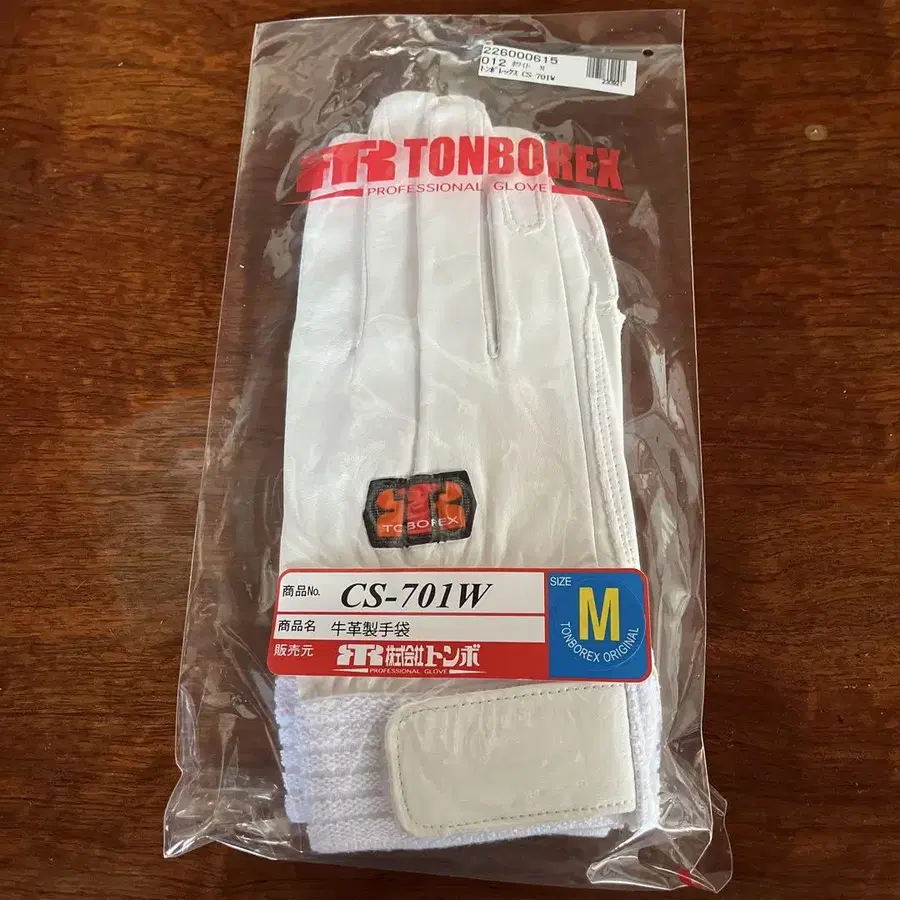 226000615
012 ホワイト M
トンボレックス CS-701W
230921
TONBOREX
PROFESSIONAL GLOVE
TOBOREX
商品No. CS-701W
商品名 牛革製手袋
販売元 株式会社トンボ
PROFESSIONAL GLOVE
SIZE
M
TONBOREX ORIGINAL